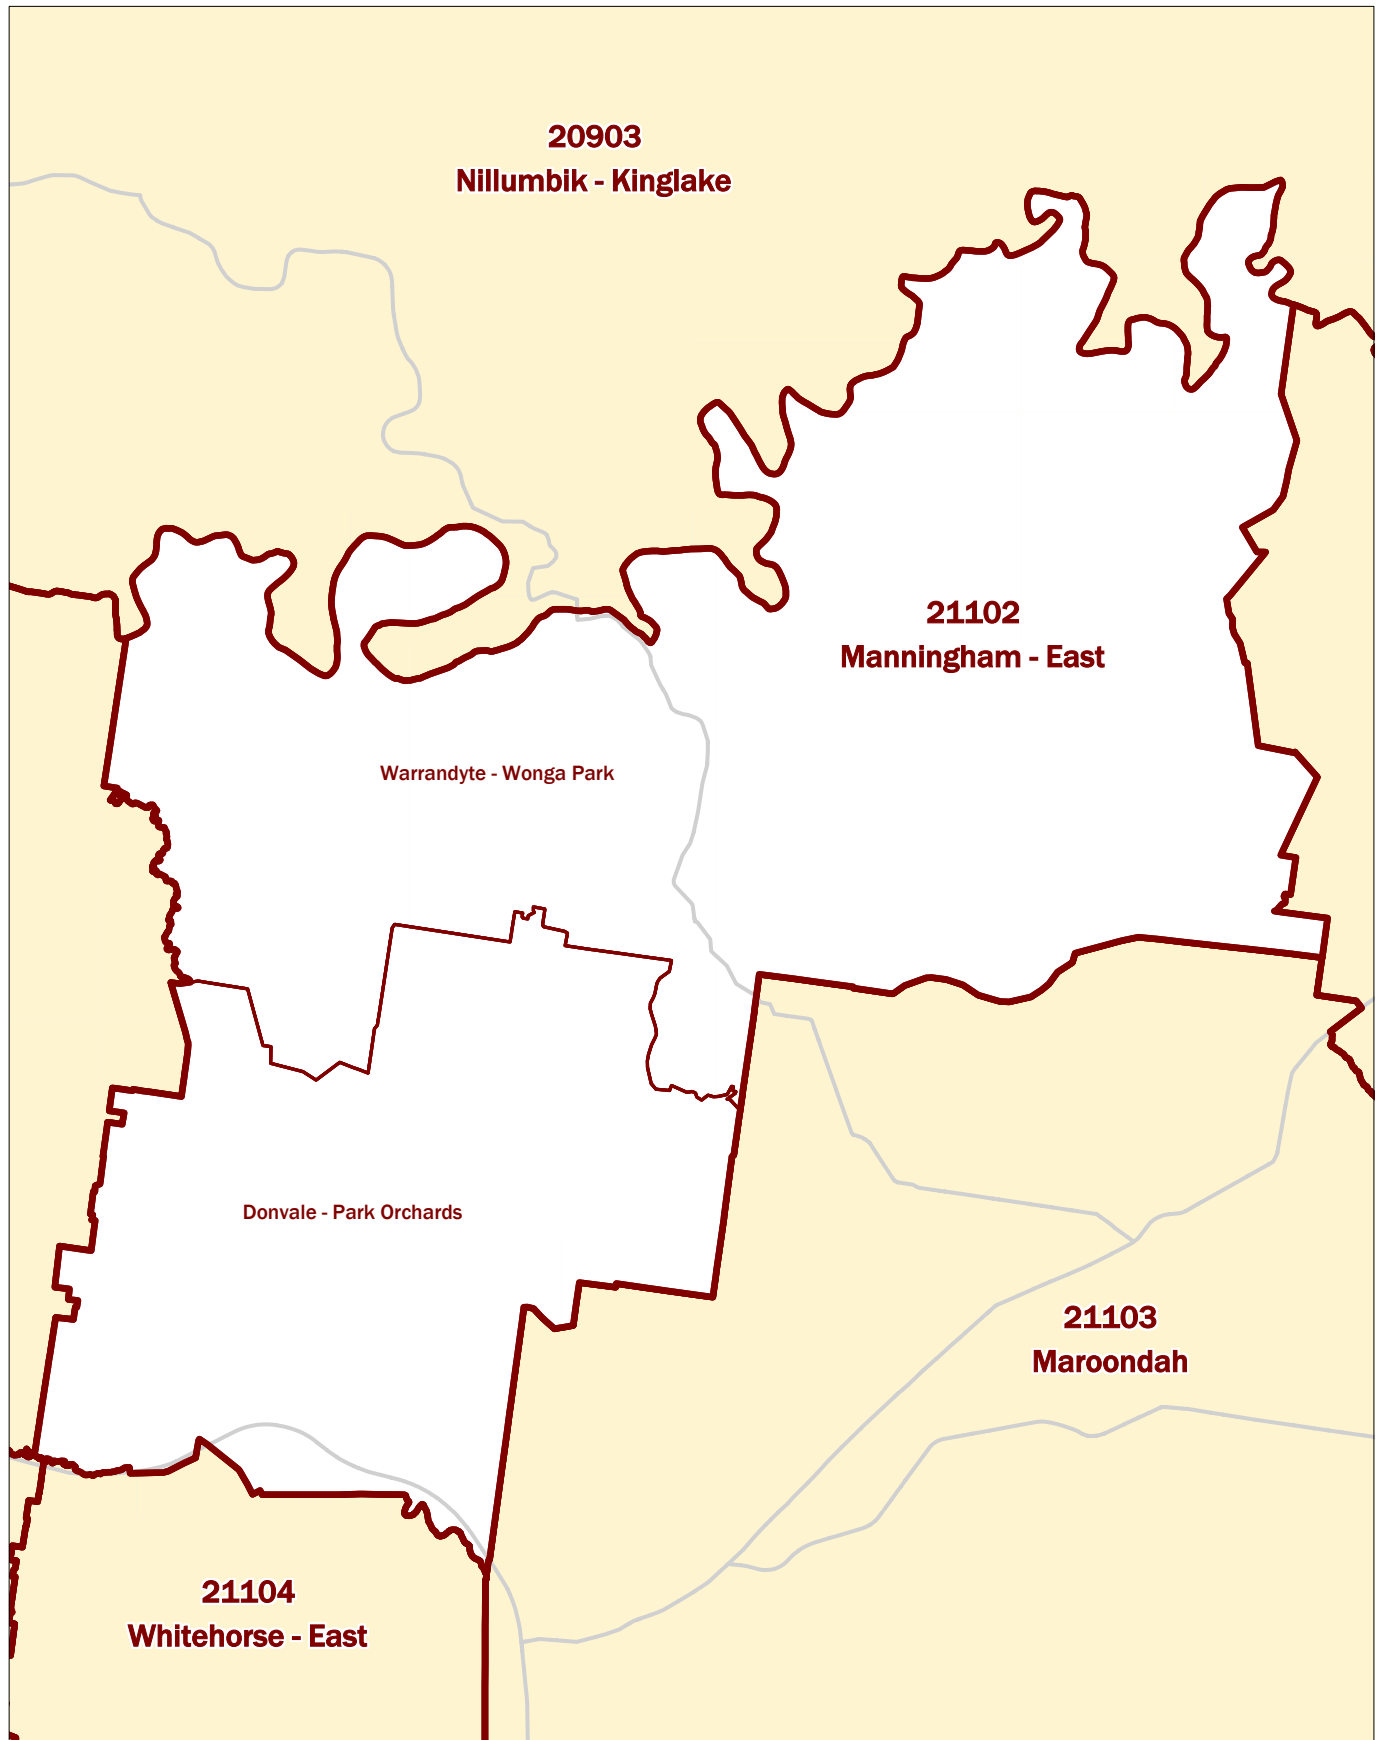 20903
Nillumbik - Kinglake
21102
Manningham - East
Warrandyte - Wonga Park
Donvale - Park Orchards
21103
Maroondah
21104
Whitehorse - East